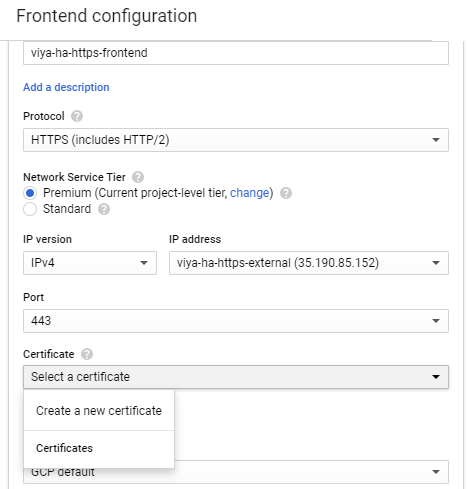 Frontend configuration
viya-ha-https-frontend
Add a description
Protocol ?
HTTPS (includes HTTP/2)
Network Service Tier ?
Premium (Current project-level tier, change) ?
Standard ?
IP version IP address
IPv4 viya-ha-https-external (35.190.85.152)
Port
443
Certificate ?
Select a certificate
Create a new certificate
Certificates
GCP default